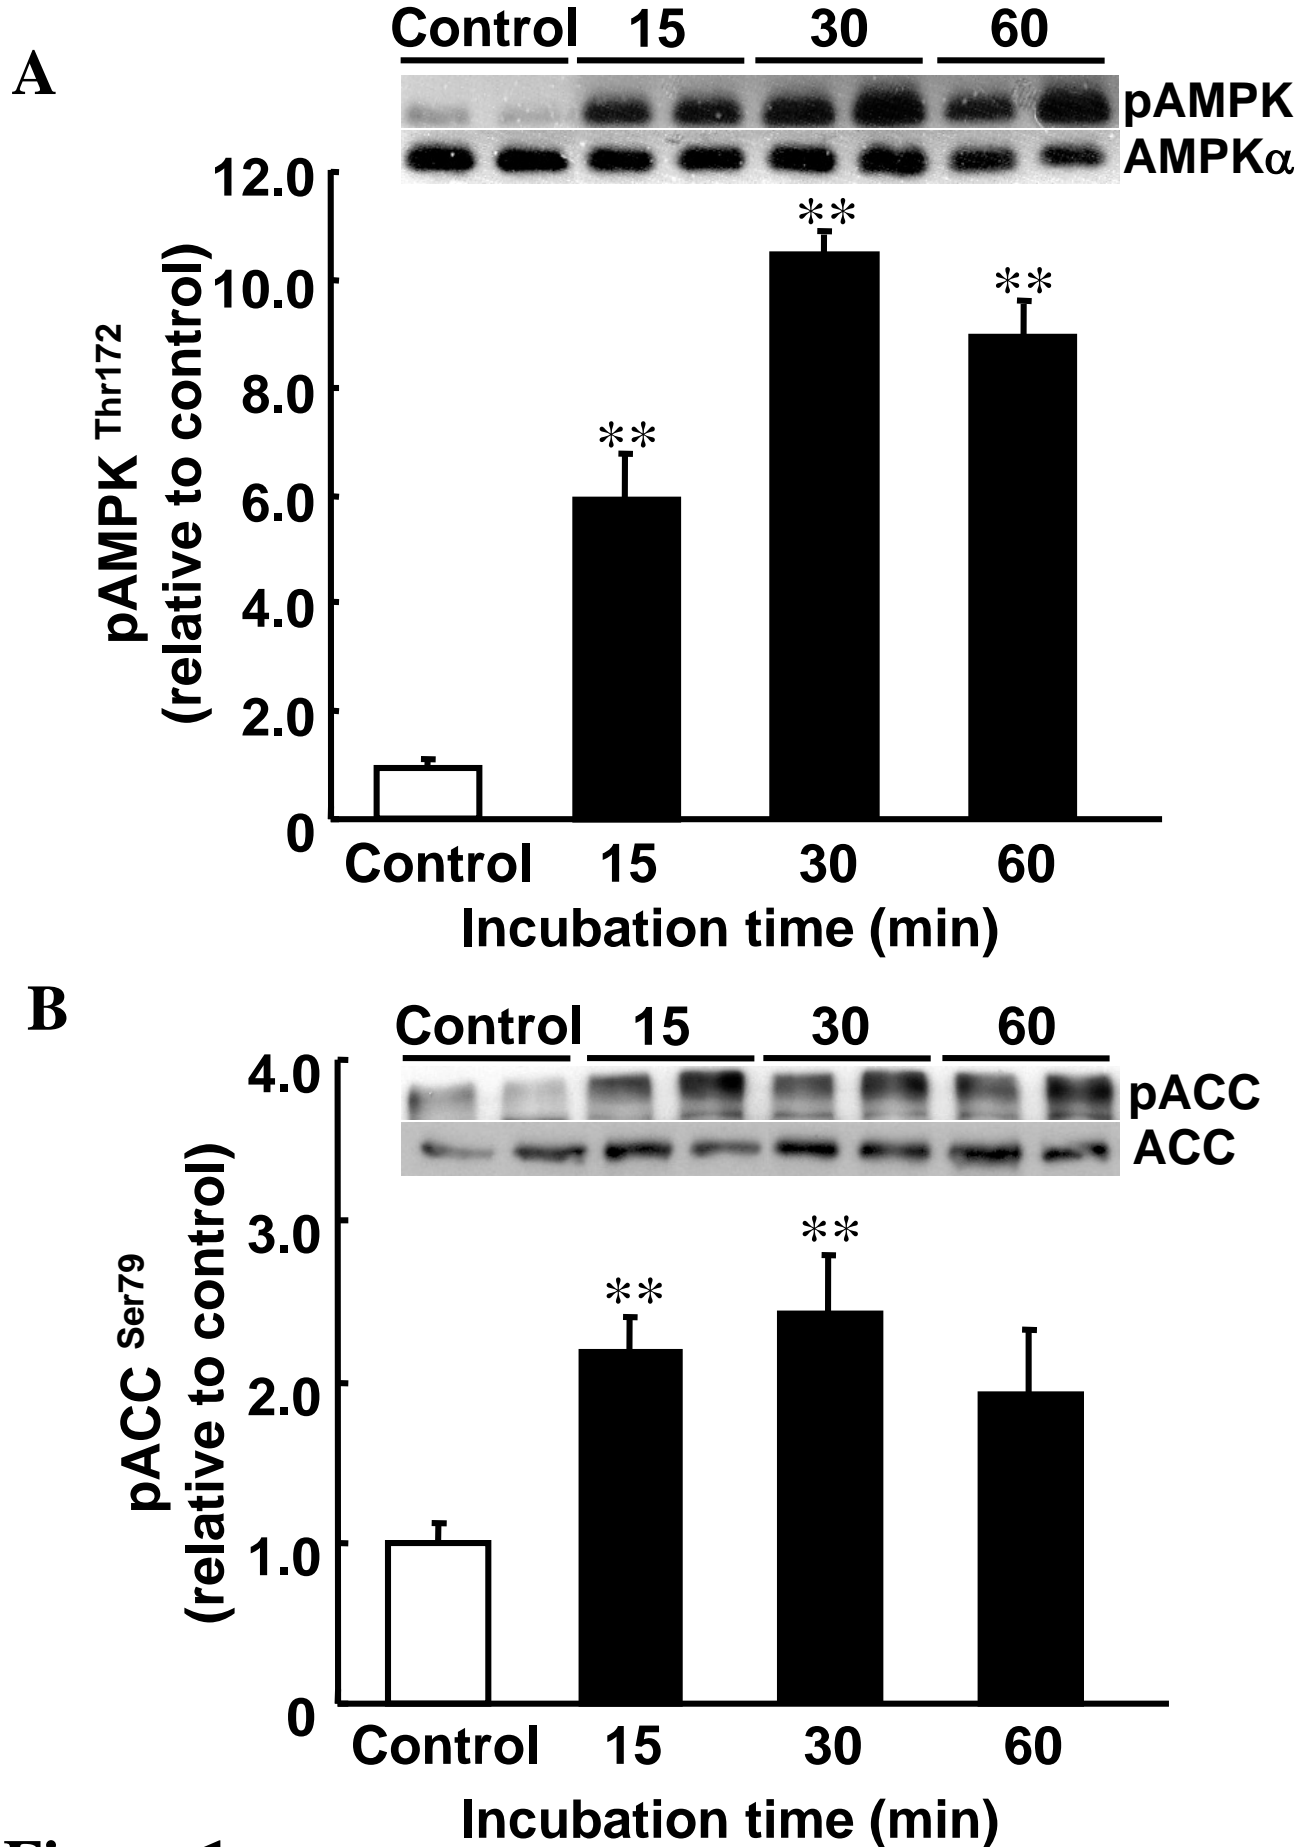 A
Control 15 30 60
pAMPK
AMPKα
pAMPK Thr172
(relative to control)
12.0
10.0
8.0
6.0
4.0
2.0
0
**
**
**
Control 15 30 60
Incubation time (min)
B
Control 15 30 60
pACC
ACC
pACC Ser79
(relative to control)
4.0
3.0
2.0
1.0
0
**
**
Control 15 30 60
Incubation time (min)